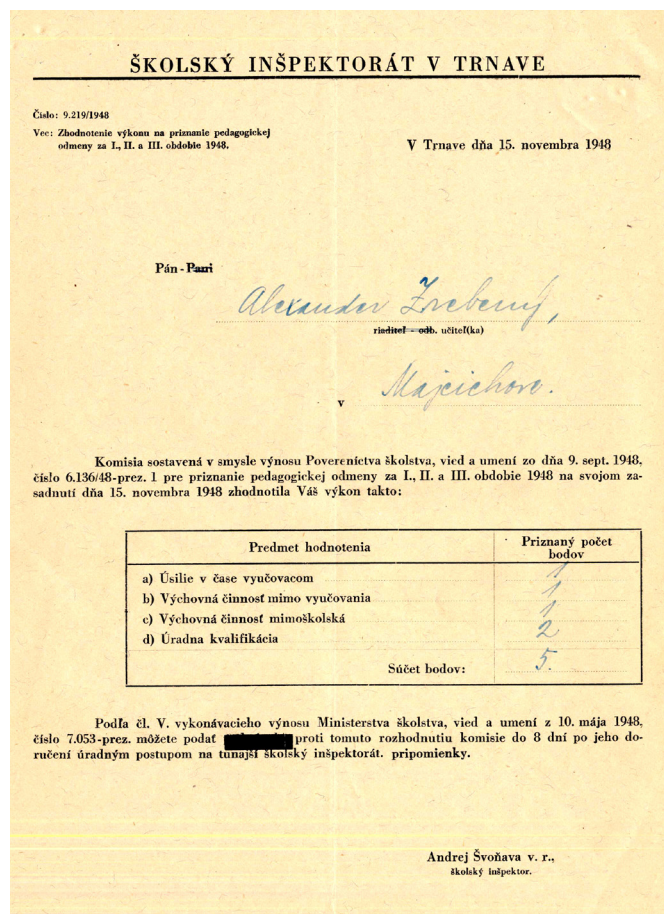 ŠKOLSKÝ INŠPEKTORÁT V TRNAVE
Číslo: 9.219/1948
Vec: Zhodnotenie výkonu na priznanie pedagogickej
odmeny za I., II. a III. obdobie 1948.
V Trnave dňa 15. novembra 1948
Pán - Pani
Alexander Zreberný,
riaditeľ - odb. učiteľ(ka)
v Majcichove.
Komisia sostavená v smysle výnosu Povereníctva školstva, vied a umení zo dňa 9. sept. 1948,
číslo 6.136/48-prez. 1 pre priznanie pedagogickej odmeny za I., II. a III. obdobie 1948 na svojom za-
sadnutí dňa 15. novembra 1948 zhodnotila Váš výkon takto:
Predmet hodnotenia Priznaný počet
bodov
a) Úsilie v čase vyučovacom 1
b) Výchovná činnosť mimo vyučovania 1
c) Výchovná činnosť mimoškolská 1
d) Úradna kvalifikácia 2
Súčet bodov: 5.
Podľa čl. V. vykonávacieho výnosu Ministerstva školstva, vied a umení z 10. mája 1948,
číslo 7.053-prez. môžete podať proti tomuto rozhodnutiu komisie do 8 dní po jeho do-
ručení úradným postupom na tunajší školský inšpektorát. pripomienky.
Andrej Švoňava v. r.,
školský inšpektor.